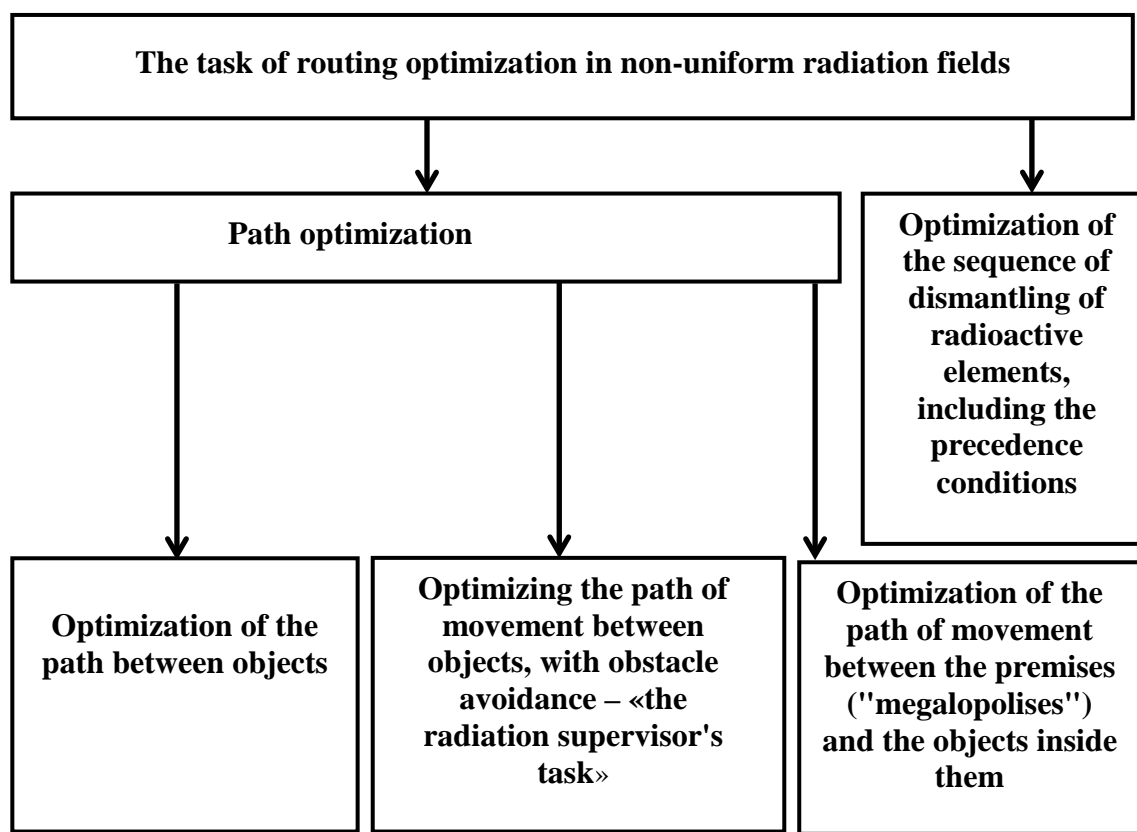 The task of routing optimization in non-uniform radiation fields
Path optimization
Optimization of
the sequence of
dismantling of
radioactive
elements,
including the
precedence
conditions
Optimization of the
path between objects
Optimizing the path of
movement between
objects, with obstacle
avoidance – «the
radiation supervisor's
task»
Optimization of the
path of movement
between the premises
("megalopolises")
and the objects inside
them